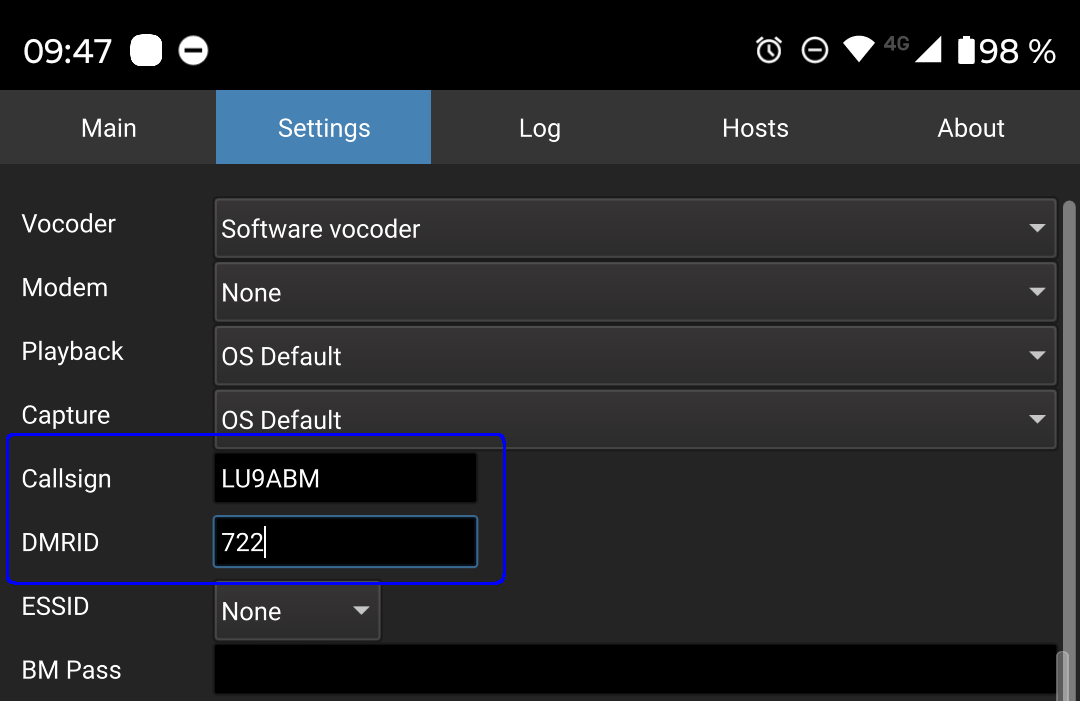 09:47 4G 98 %
Main Settings Log Hosts About
Vocoder Software vocoder
Modem None
Playback OS Default
Capture OS Default
Callsign LU9ABM
DMRID 722
ESSID None
BM Pass